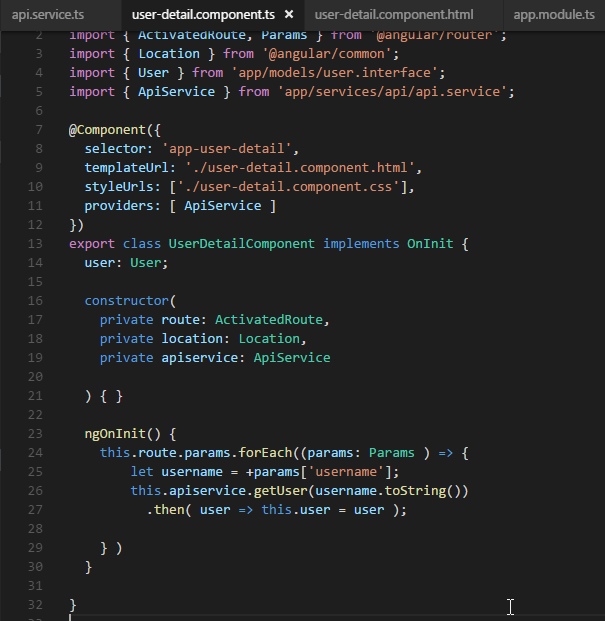 api.service.ts user-detail.component.ts × user-detail.component.html app.module.ts
2 import { ActivatedRoute, Params } from '@angular/router';
3 import { Location } from '@angular/common';
4 import { User } from 'app/models/user.interface';
5 import { ApiService } from 'app/services/api/api.service';
6
7 @Component({
8   selector: 'app-user-detail',
9   templateUrl: './user-detail.component.html',
10   styleUrls: ['./user-detail.component.css'],
11   providers: [ ApiService ]
12 })
13 export class UserDetailComponent implements OnInit {
14   user: User;
15
16   constructor(
17     private route: ActivatedRoute,
18     private location: Location,
19     private apiservice: ApiService
20
21   ) { }
22
23   ngOnInit() {
24     this.route.params.forEach((params: Params ) => {
25         let username = +params['username'];
26         this.apiservice.getUser(username.toString())
27           .then( user => this.user = user );
28
29     } )
30   }
31
32 }
33